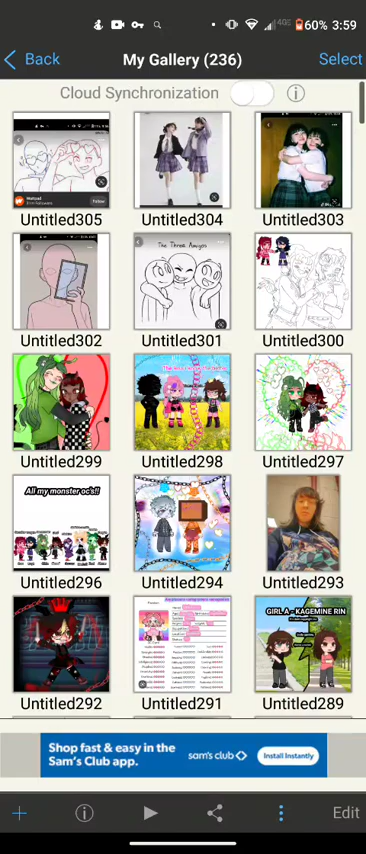 4GE 60% 3:59
Back My Gallery (236) Select
Cloud Synchronization
Follow
Untitled305 Untitled304 Untitled303
The Three Amigos
Untitled302 Untitled301 Untitled300
Untitled299 Untitled298 Untitled297
All my monster oc's!!
Untitled296 Untitled294 Untitled293
GIRL A - KAGEMINE RIN
Untitled292 Untitled291 Untitled289
Shop fast & easy in the
Sam's Club app.
sam's club
Install Instantly
Edit